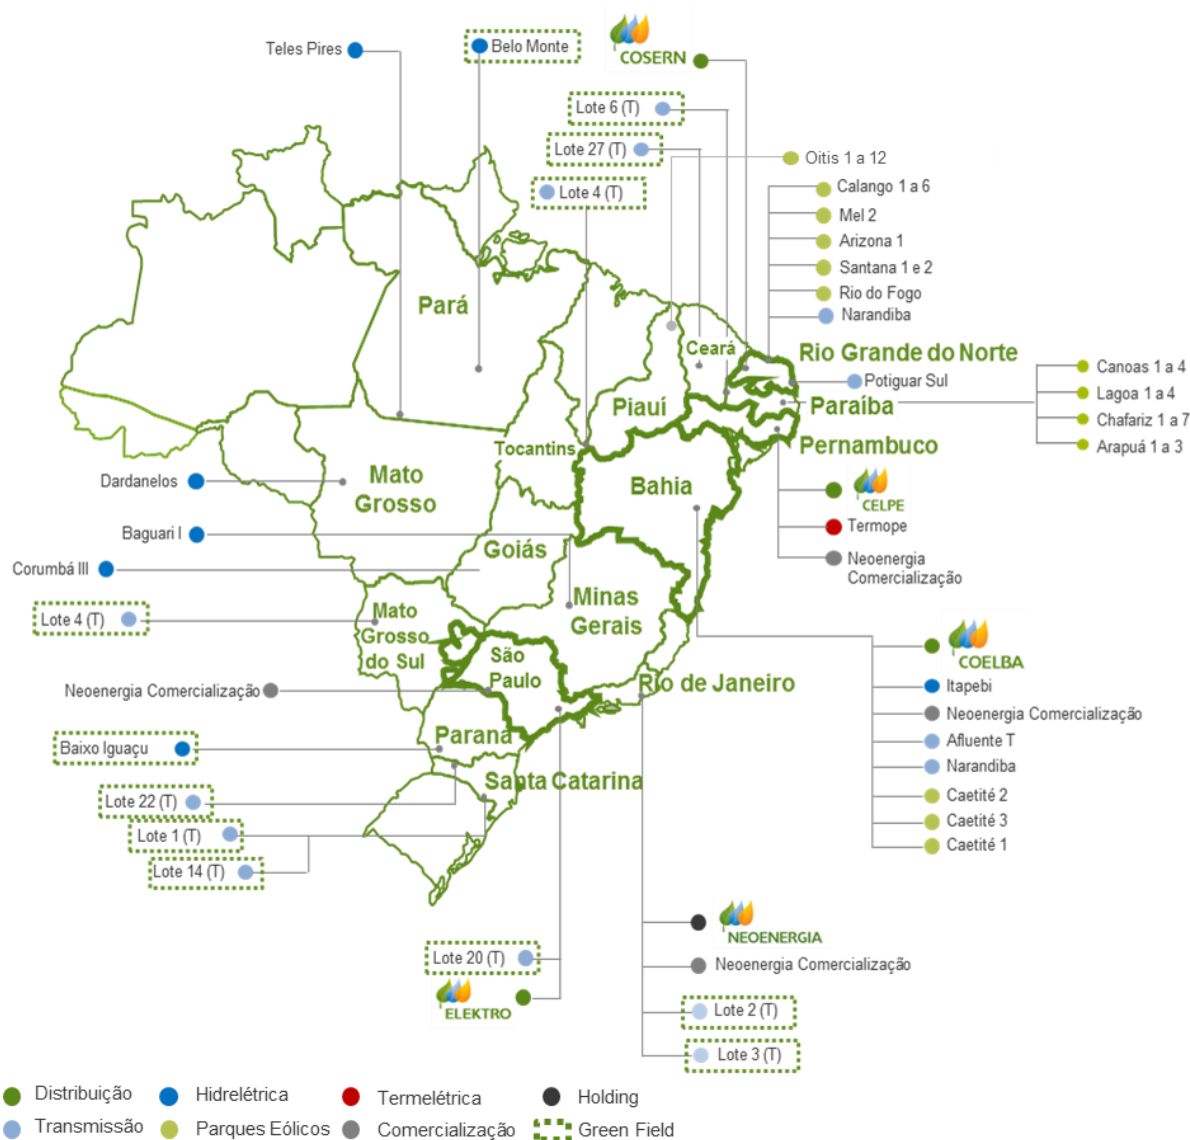 Teles Pires
Belo Monte
COSERN
Lote 6 (T)
Lote 27 (T)
Lote 4 (T)
Oitis 1 a 12
Calango 1 a 6
Mel 2
Arizona 1
Santana 1 e 2
Rio do Fogo
Narandiba
Pará
Ceará
Rio Grande do Norte
Potiguar Sul
Piauí
Paraíba
Canoas 1 a 4
Lagoa 1 a 4
Chafariz 1 a 7
Arapuá 1 a 3
Tocantins
Pernambuco
Dardanelos
Mato
Grosso
Bahia
CELPE
Termope
Neoenergia
Comercialização
Baguari I
Goiás
Corumbá III
Minas
Gerais
Lote 4 (T)
Mato
Grosso
do Sul
São
Paulo
COELBA
Itapebi
Neoenergia Comercialização
Afluente T
Narandiba
Caetité 2
Caetité 3
Caetité 1
Neoenergia Comercialização
Rio de Janeiro
Paraná
Baixo Iguaçu
Santa Catarina
Lote 22 (T)
Lote 1 (T)
Lote 14 (T)
NEOENERGIA
Neoenergia Comercialização
Lote 20 (T)
ELEKTRO
Lote 2 (T)
Lote 3 (T)
Distribuição
Hidrelétrica
Termelétrica
Holding
Transmissão
Parques Eólicos
Comercialização
Green Field